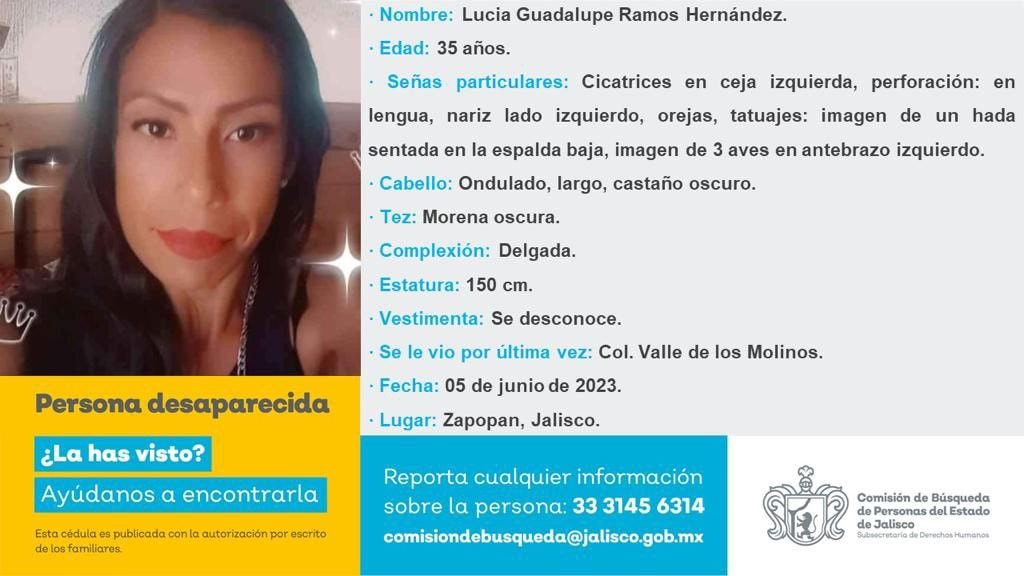 · Nombre: Lucia Guadalupe Ramos Hernández.
· Edad: 35 años.
· Señas particulares: Cicatrices en ceja izquierda, perforación: en
lengua, nariz lado izquierdo, orejas, tatuajes: imagen de un hada
sentada en la espalda baja, imagen de 3 aves en antebrazo izquierdo.
· Cabello: Ondulado, largo, castaño oscuro.
· Tez: Morena oscura.
· Complexión: Delgada.
· Estatura: 150 cm.
· Vestimenta: Se desconoce.
· Se le vio por última vez: Col. Valle de los Molinos.
· Fecha: 05 de junio de 2023.
· Lugar: Zapopan, Jalisco.
Persona desaparecida
¿La has visto?
Ayúdanos a encontrarla
Esta cédula es publicada con la autorización por escrito
de los familiares.
Reporta cualquier información
sobre la persona: 33 3145 6314
comisiondebusqueda@jalisco.gob.mx
Comisión de Búsqueda
de Personas del Estado
de Jalisco
Subsecretaría de Derechos Humanos